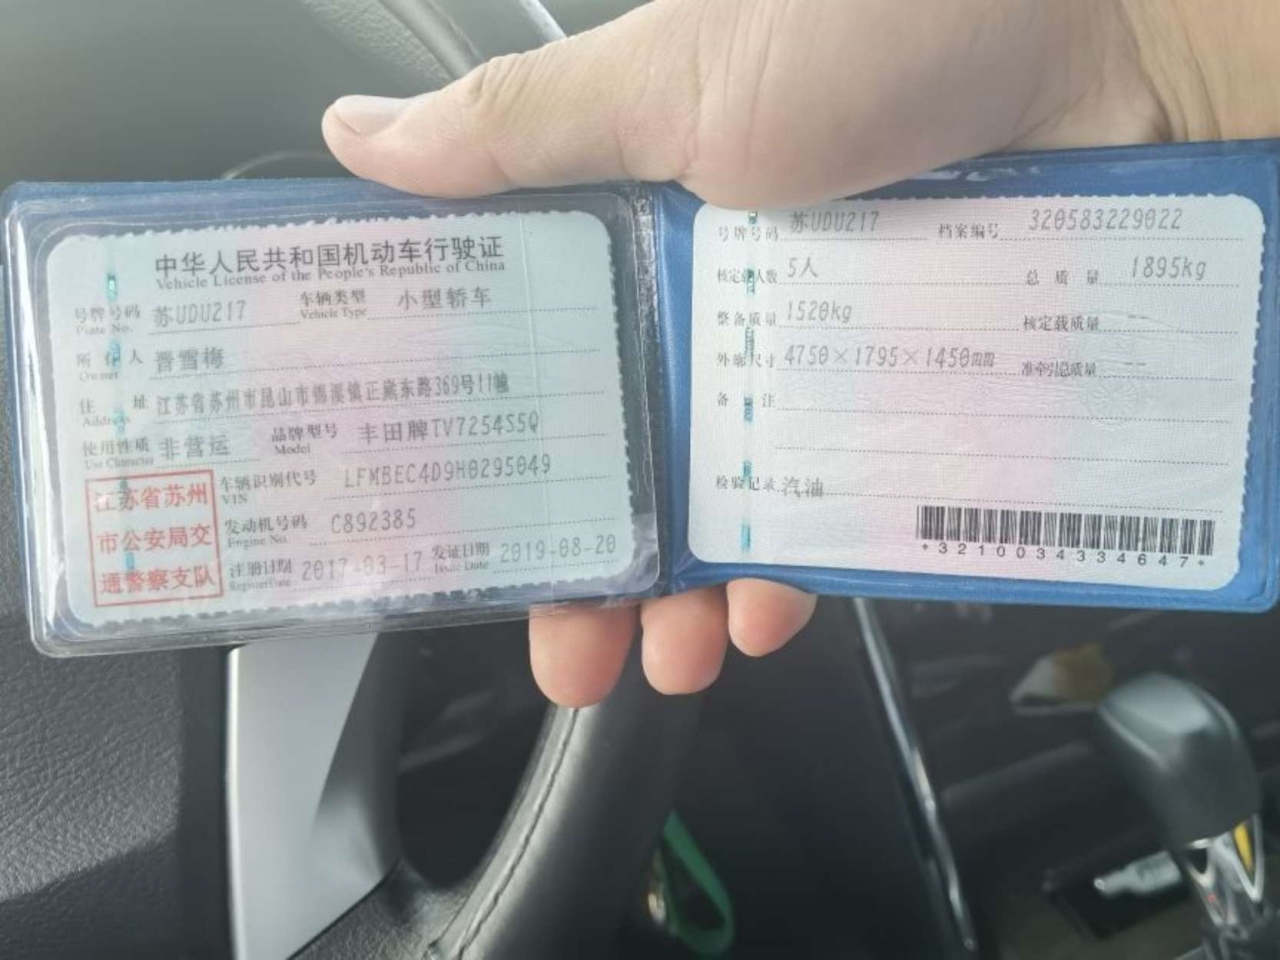 中华人民共和国机动车行驶证
Vehicle License of the People's Republic of China
号牌号码 苏UDU217 车辆类型 小型轿车
Plate No. Vehicle Type
所有人 晋雪梅
Owner
住址 江苏省苏州市昆山市锦溪镇正崴东路369号11幢
Address
使用性质 非营运 品牌型号 丰田牌TV7254S5Q
Use Character Model
江苏省苏州
市公安局交
通警察支队
车辆识别代号 LFMBEC4D9H0295049
VIN
发动机号码 C892385
Engine No.
注册日期 2017-03-17 发证日期 2019-08-20
Register Date Issue Date
号牌号码 苏UDU217 档案编号 320583229022
核定载人数 5人 总质量 1895kg
整备质量 1520kg 核定载质量 --
外廓尺寸 4750×1795×1450mm 准牵引总质量 --
备注
检验记录 汽油
*3210034334647*